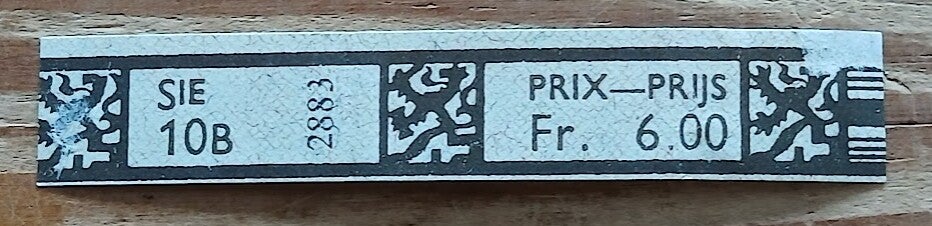 SIE
10B
2883
PRIX—PRIJS
Fr. 6.00